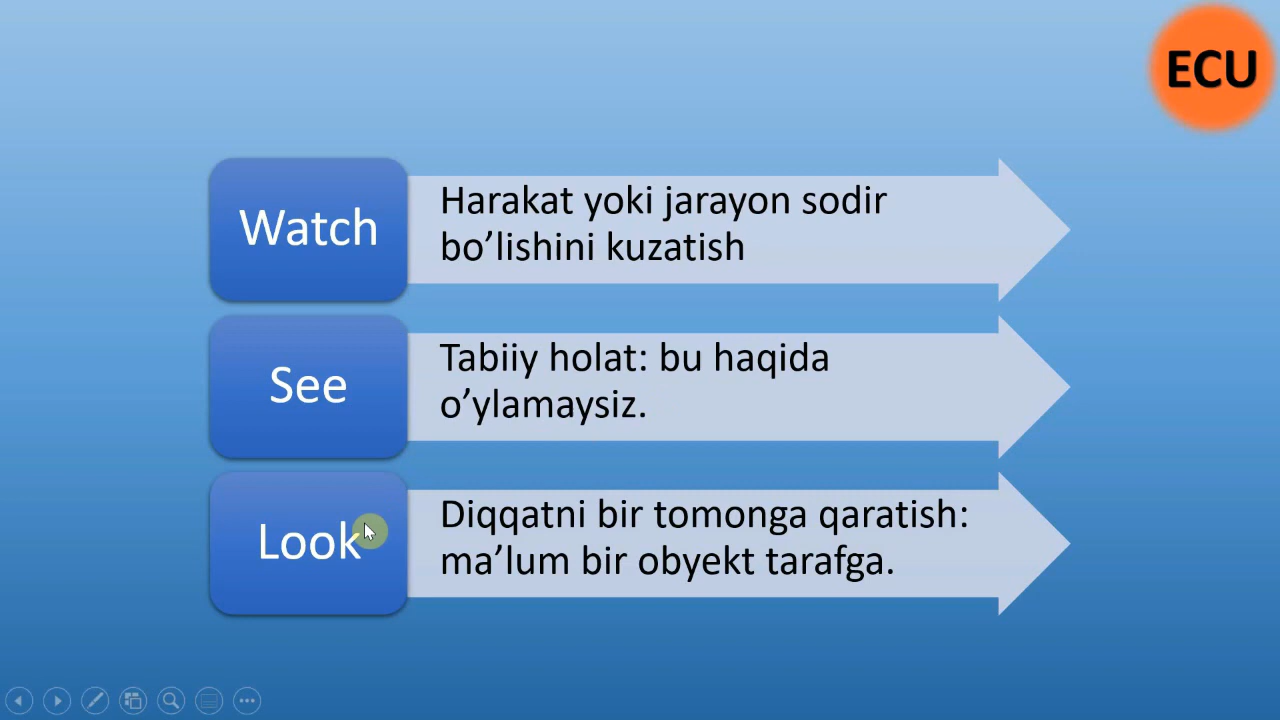 ECU
Watch
Harakat yoki jarayon sodir
bo’lishini kuzatish
See
Tabiiy holat: bu haqida
o’ylamaysiz.
Look
Diqqatni bir tomonga qaratish:
ma’lum bir obyekt tarafga.